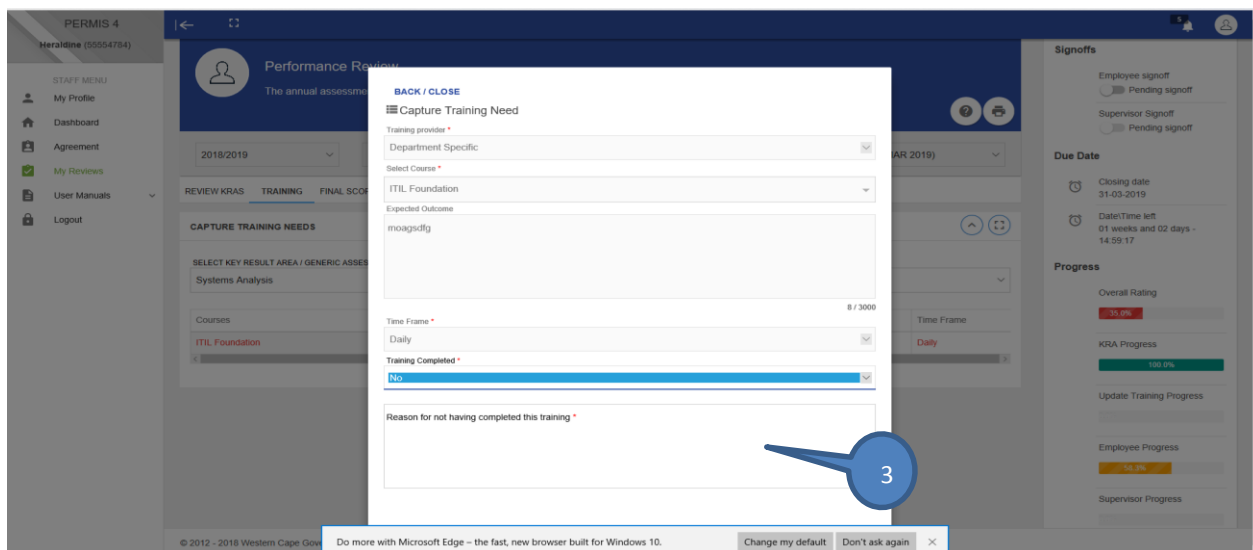 PERMIS 4
Heraldine (55554784)
STAFF MENU
My Profile
Dashboard
Agreement
My Reviews
User Manuals
Logout
5
Performance Review
The annual assessme
2018/2019
AR 2019)
REVIEW KRAS TRAINING FINAL SCOR
CAPTURE TRAINING NEEDS
SELECT KEY RESULT AREA / GENERIC ASSES
Systems Analysis
Courses
Time Frame
ITIL Foundation
Daily
BACK / CLOSE
Capture Training Need
Training provider *
Department Specific
Select Course *
ITIL Foundation
Expected Outcome
moagsdfg
8 / 3000
Time Frame *
Daily
Training Completed *
No
Reason for not having completed this training *
3
Signoffs
Employee signoff
Pending signoff
Supervisor Signoff
Pending signoff
Due Date
Closing date
31-03-2019
Date\Time left
01 weeks and 02 days -
14:59:17
Progress
Overall Rating
35.0%
KRA Progress
100.0%
Update Training Progress
Employee Progress
58.3%
Supervisor Progress
© 2012 - 2018 Western Cape Gove
Do more with Microsoft Edge – the fast, new browser built for Windows 10.
Change my default
Don't ask again